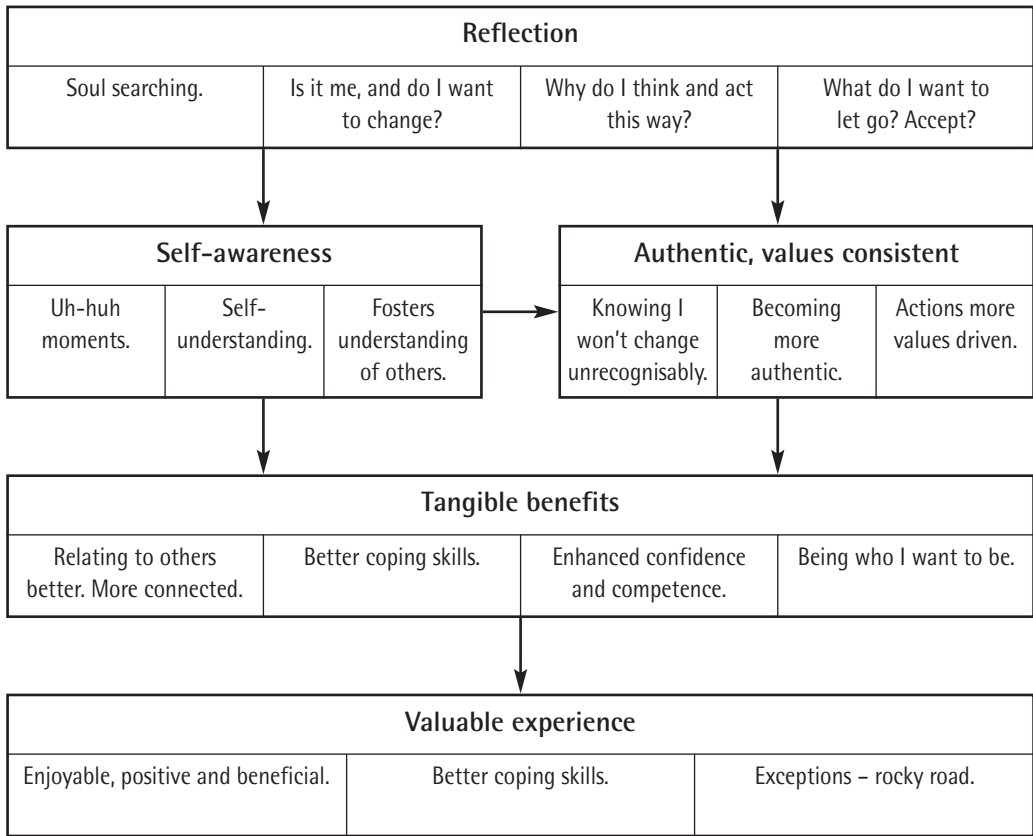 Reflection
Soul searching.
Is it me, and do I want
to change?
Why do I think and act
this way?
What do I want to
let go? Accept?
Self-awareness
Uh-huh
moments.
Self-
understanding.
Fosters
understanding
of others.
Authentic, values consistent
Knowing I
won't change
unrecognisably.
Becoming
more
authentic.
Actions more
values driven.
Tangible benefits
Relating to others
better. More connected.
Better coping skills.
Enhanced confidence
and competence.
Being who I want to be.
Valuable experience
Enjoyable, positive and beneficial.
Better coping skills.
Exceptions – rocky road.